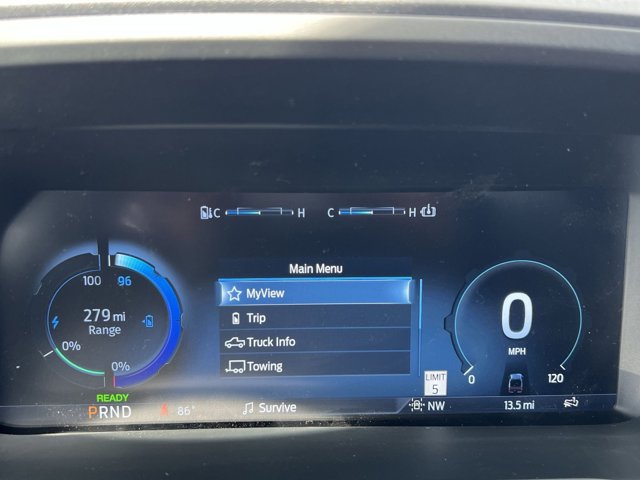 C H C H
Main Menu
MyView
Trip
Truck Info
Towing
100 96
279 mi
Range
0%
0%
READY
PRND
86°
Survive
LIMIT
5
NW
0
MPH
0 120
13.5 mi